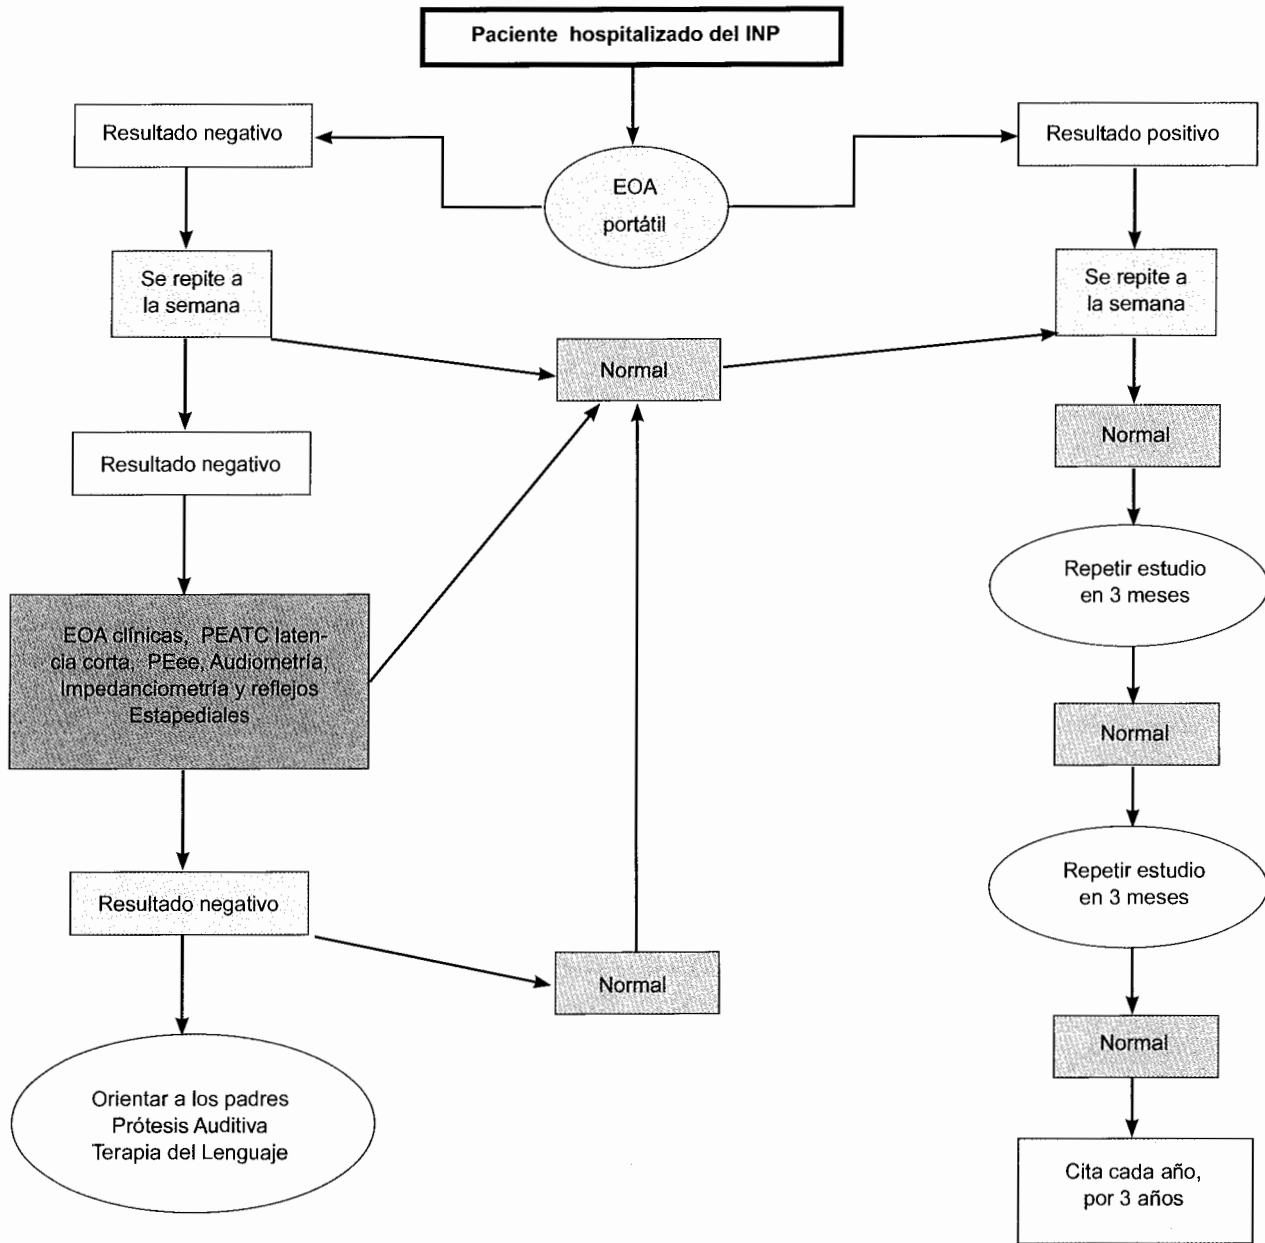 Paciente hospitalizado del INP
Resultado negativo
EOA
portátil
Resultado positivo
Se repite a
la semana
Se repite a
la semana
Normal
Normal
Resultado negativo
Repetir estudio
en 3 meses
EOA clínicas, PEATC laten-
cia corta, PEee, Audiometría,
Impedanciometría y reflejos
Estapediales
Normal
Repetir estudio
en 3 meses
Resultado negativo
Normal
Normal
Orientar a los padres
Prótesis Auditiva
Terapia del Lenguaje
Cita cada año,
por 3 años